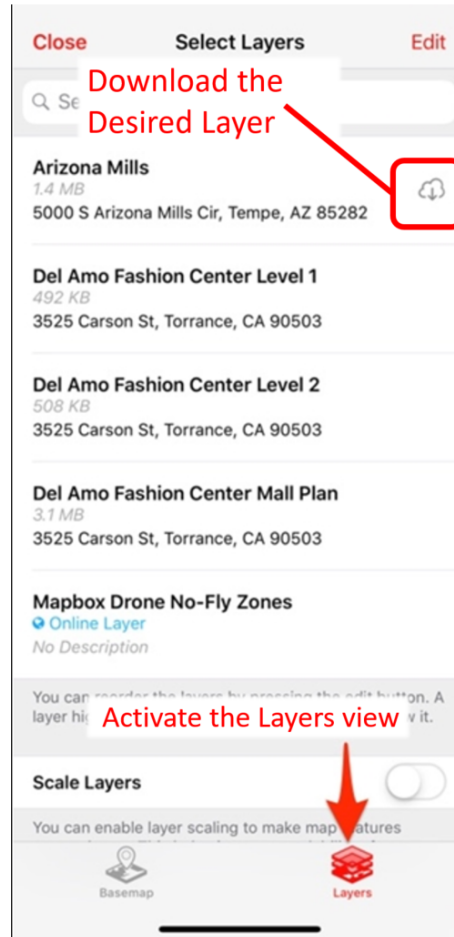 Close Select Layers Edit
Download the
Desired Layer
Arizona Mills
1.4 MB
5000 S Arizona Mills Cir, Tempe, AZ 85282
Del Amo Fashion Center Level 1
492 KB
3525 Carson St, Torrance, CA 90503
Del Amo Fashion Center Level 2
508 KB
3525 Carson St, Torrance, CA 90503
Del Amo Fashion Center Mall Plan
3.1 MB
3525 Carson St, Torrance, CA 90503
Mapbox Drone No-Fly Zones
Online Layer
No Description
You can reorder the layers by pressing the edit button. A
layer it.
Activate the Layers view
Scale Layers
You can enable layer scaling to make map features
Basemap Layers